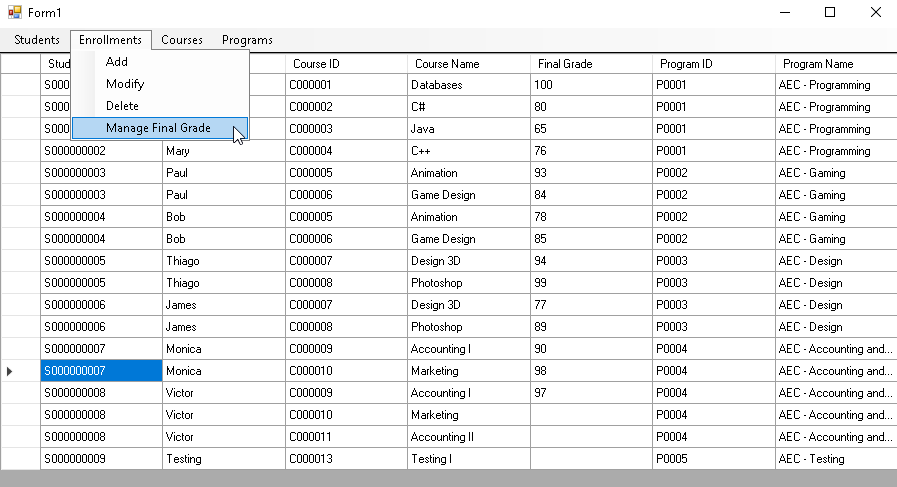 Form1
Students Enrollments Courses Programs
Add
Modify
Delete
Manage Final Grade
Stud Course ID Course Name Final Grade Program ID Program Name
S000 C000001 Databases 100 P0001 AEC - Programming
S000 C000002 C# 80 P0001 AEC - Programming
S000 C000003 Java 65 P0001 AEC - Programming
S000000002 Mary C000004 C++ 76 P0001 AEC - Programming
S000000003 Paul C000005 Animation 93 P0002 AEC - Gaming
S000000003 Paul C000006 Game Design 84 P0002 AEC - Gaming
S000000004 Bob C000005 Animation 78 P0002 AEC - Gaming
S000000004 Bob C000006 Game Design 85 P0002 AEC - Gaming
S000000005 Thiago C000007 Design 3D 94 P0003 AEC - Design
S000000005 Thiago C000008 Photoshop 99 P0003 AEC - Design
S000000006 James C000007 Design 3D 77 P0003 AEC - Design
S000000006 James C000008 Photoshop 89 P0003 AEC - Design
S000000007 Monica C000009 Accounting I 90 P0004 AEC - Accounting and...
S000000007 Monica C000010 Marketing 98 P0004 AEC - Accounting and...
S000000008 Victor C000009 Accounting I 97 P0004 AEC - Accounting and...
S000000008 Victor C000010 Marketing P0004 AEC - Accounting and...
S000000008 Victor C000011 Accounting II P0004 AEC - Accounting and...
S000000009 Testing C000013 Testing I P0005 AEC - Testing